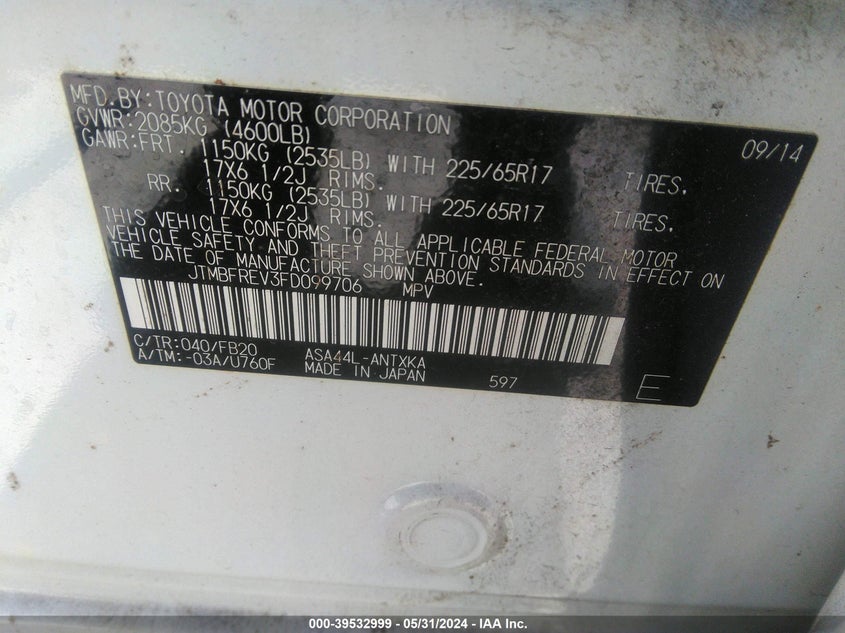 MFD.BY:TOYOTA MOTOR CORPORATION 09/14
GVWR:2085KG (4600LB)
GAWR:FRT. 1150KG (2535LB) WITH 225/65R17 TIRES.
17X6 1/2J RIMS.
RR. 1150KG (2535LB) WITH 225/65R17 TIRES.
17X6 1/2J RIMS.
THIS VEHICLE CONFORMS TO ALL APPLICABLE FEDERAL MOTOR
VEHICLE SAFETY AND THEFT PREVENTION STANDARDS IN EFFECT ON
THE DATE OF MANUFACTURE SHOWN ABOVE.
JTMBFREV3FD099706 MPV
C/TR:040/FB20 ASA44L-ANTXKA
A/TM:-03A/U760F MADE IN JAPAN 597 E
000-39532999 – 05/31/2024 – IAA Inc.